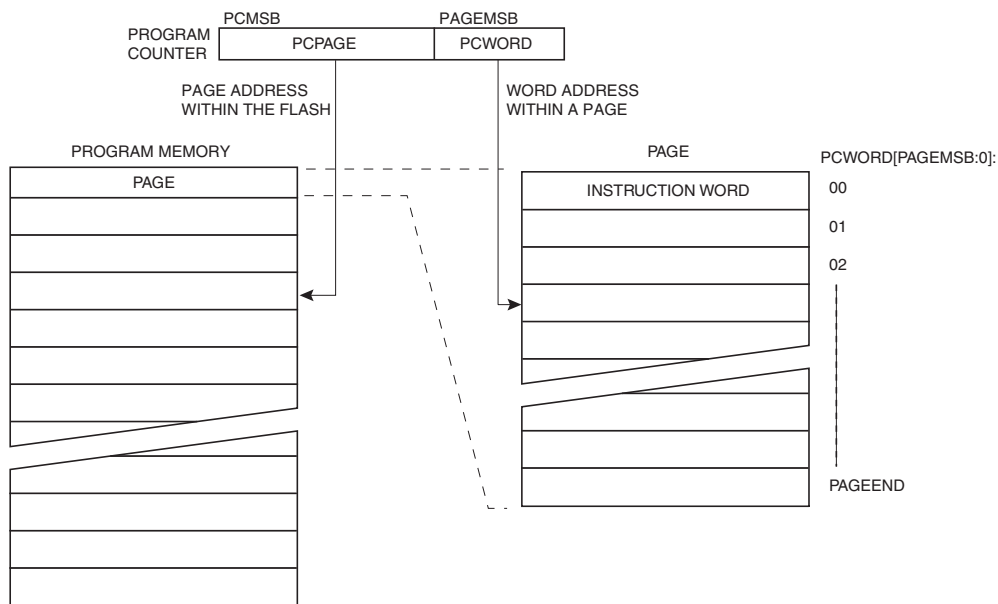 PCMSB
PAGEMSB
PROGRAM
COUNTER
PCPAGE
PCWORD
PAGE ADDRESS
WITHIN THE FLASH
WORD ADDRESS
WITHIN A PAGE
PROGRAM MEMORY
PAGE
PAGE
PCWORD[PAGEMSB:0]:
INSTRUCTION WORD
00
01
02
PAGEEND